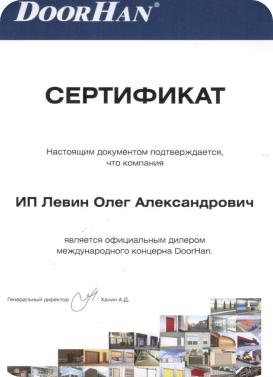 DOORHAN®
СЕРТИФИКАТ
Настоящим документом подтверждается,
что компания
ИП Левин Олег Александрович
является официальным дилером
международного концерна DoorHan.
Генеральный директор Ханин А.Д.